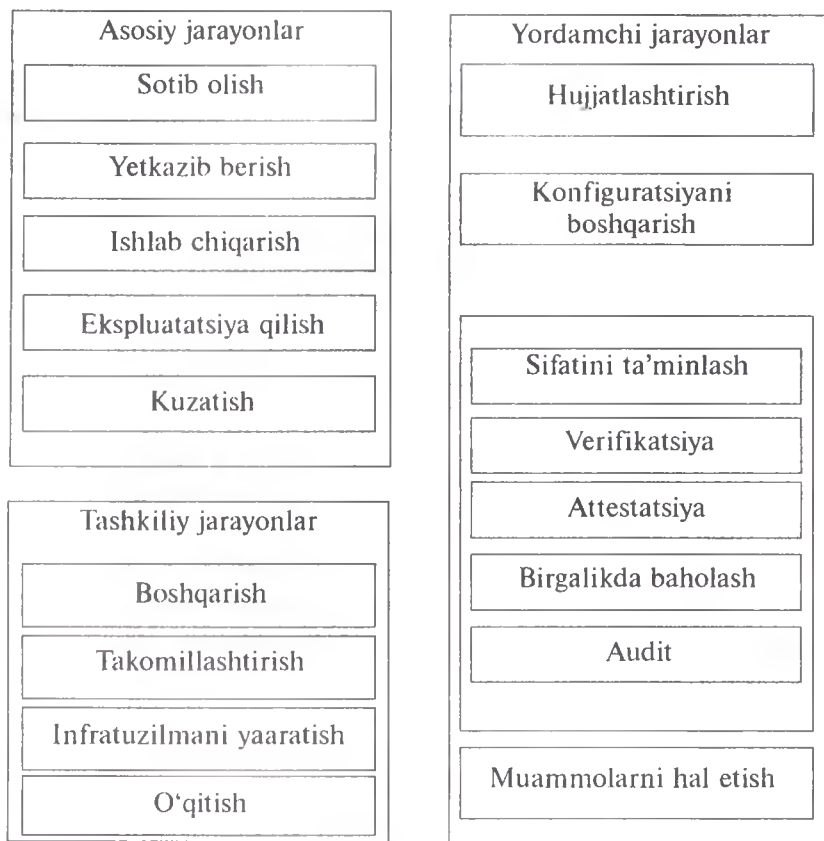 Asosiy jarayonlar
Sotib olish
Yetkazib berish
Ishlab chiqarish
Ekspluatatsiya qilish
Kuzatish
Tashkiliy jarayonlar
Boshqarish
Takomillashtirish
Infratuzilmani yaaratish
O‘qitish
Yordamchi jarayonlar
Hujjatlashtirish
Konfiguratsiyani
boshqarish
Sifatini ta’minlash
Verifikatsiya
Attestatsiya
Birgalikda baholash
Audit
Muammolarni hal etish